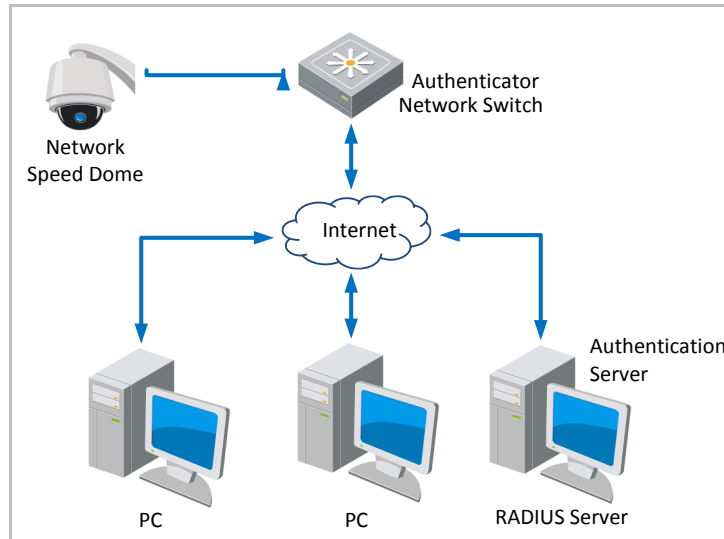 Authenticator
Network Switch
Network
Speed Dome
Internet
Authentication
Server
PC
PC
RADIUS Server